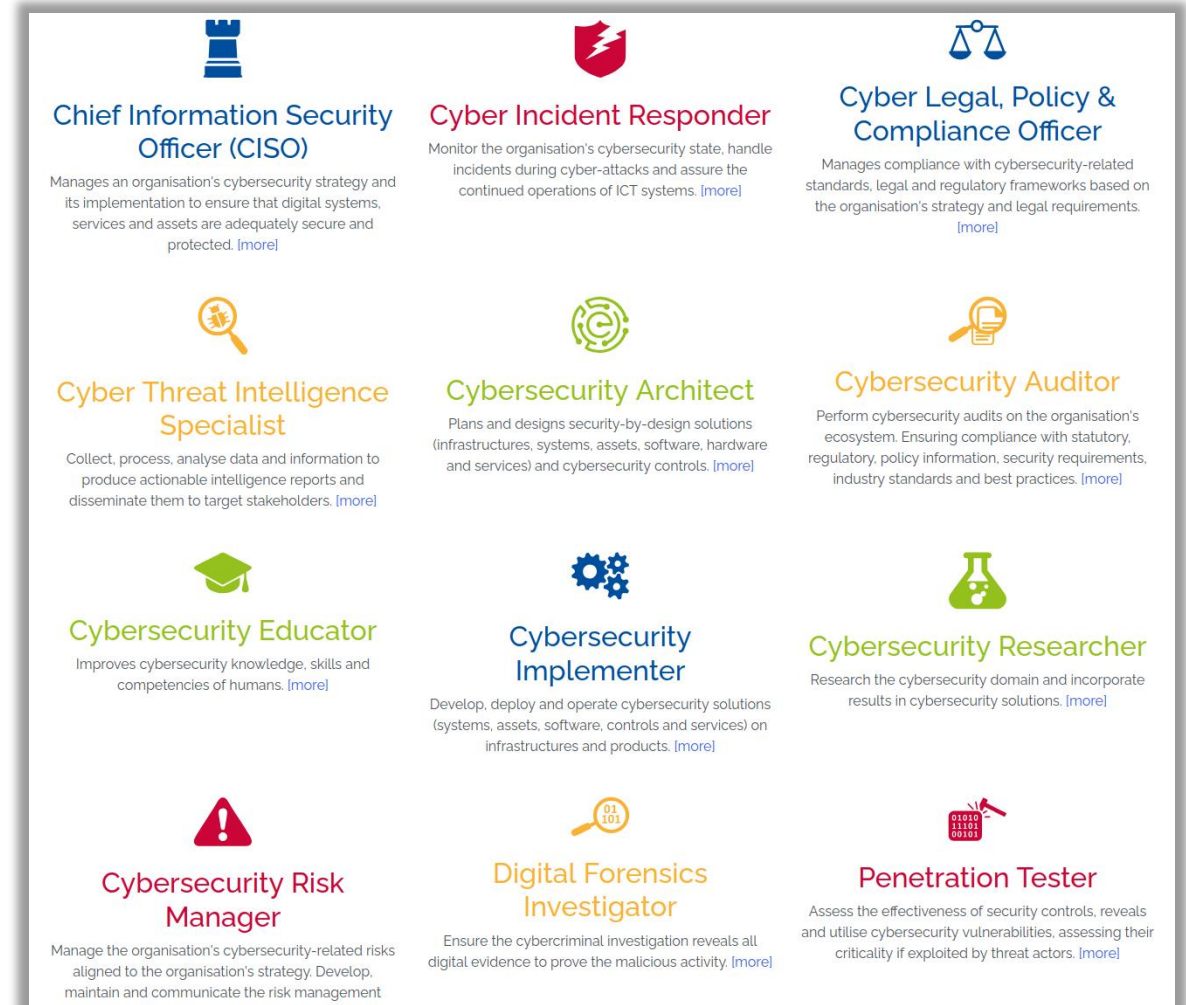 Chief Information Security
Officer (CISO)
Manages an organisation's cybersecurity strategy and
its implementation to ensure that digital systems,
services and assets are adequately secure and
protected. [more]
Cyber Incident Responder
Monitor the organisation's cybersecurity state, handle
incidents during cyber-attacks and assure the
continued operations of ICT systems. [more]
Cyber Legal, Policy &
Compliance Officer
Manages compliance with cybersecurity-related
standards, legal and regulatory frameworks based on
the organisation's strategy and legal requirements.
[more]
Cyber Threat Intelligence
Specialist
Collect, process, analyse data and information to
produce actionable intelligence reports and
disseminate them to target stakeholders. [more]
Cybersecurity Architect
Plans and designs security-by-design solutions
(infrastructures, systems, assets, software, hardware
and services) and cybersecurity controls. [more]
Cybersecurity Auditor
Perform cybersecurity audits on the organisation's
ecosystem. Ensuring compliance with statutory,
regulatory, policy information, security requirements,
industry standards and best practices. [more]
Cybersecurity Educator
Improves cybersecurity knowledge, skills and
competencies of humans. [more]
Cybersecurity
Implementer
Develop, deploy and operate cybersecurity solutions
(systems, assets, software, controls and services) on
infrastructures and products. [more]
Cybersecurity Researcher
Research the cybersecurity domain and incorporate
results in cybersecurity solutions. [more]
Cybersecurity Risk
Manager
Manage the organisation's cybersecurity-related risks
aligned to the organisation's strategy. Develop,
maintain and communicate the risk management
01
101
Digital Forensics
Investigator
Ensure the cybercriminal investigation reveals all
digital evidence to prove the malicious activity. [more]
01010
11101
00101
Penetration Tester
Assess the effectiveness of security controls, reveals
and utilise cybersecurity vulnerabilities, assessing their
criticality if exploited by threat actors. [more]